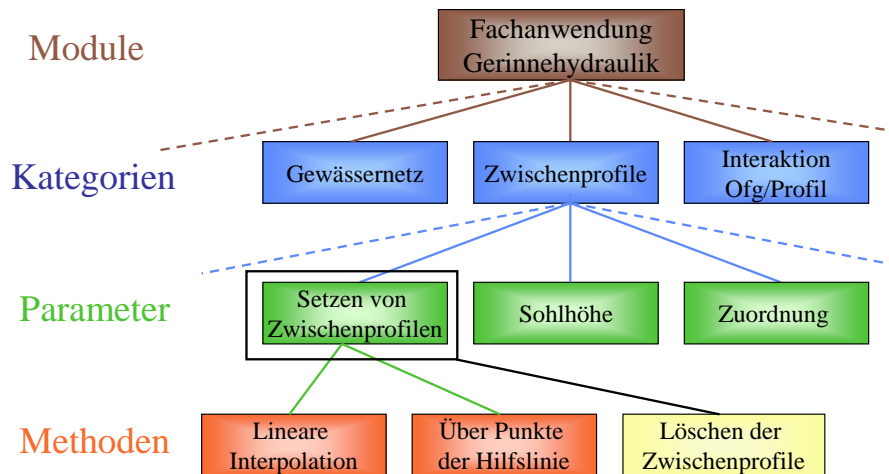 Module
Fachanwendung
Gerinnehydraulik
Kategorien
Gewässernetz
Zwischenprofile
Interaktion
Ofg/Profil
Parameter
Setzen von
Zwischenprofilen
Sohlhöhe
Zuordnung
Methoden
Lineare
Interpolation
Über Punkte
der Hilfslinie
Löschen der
Zwischenprofile